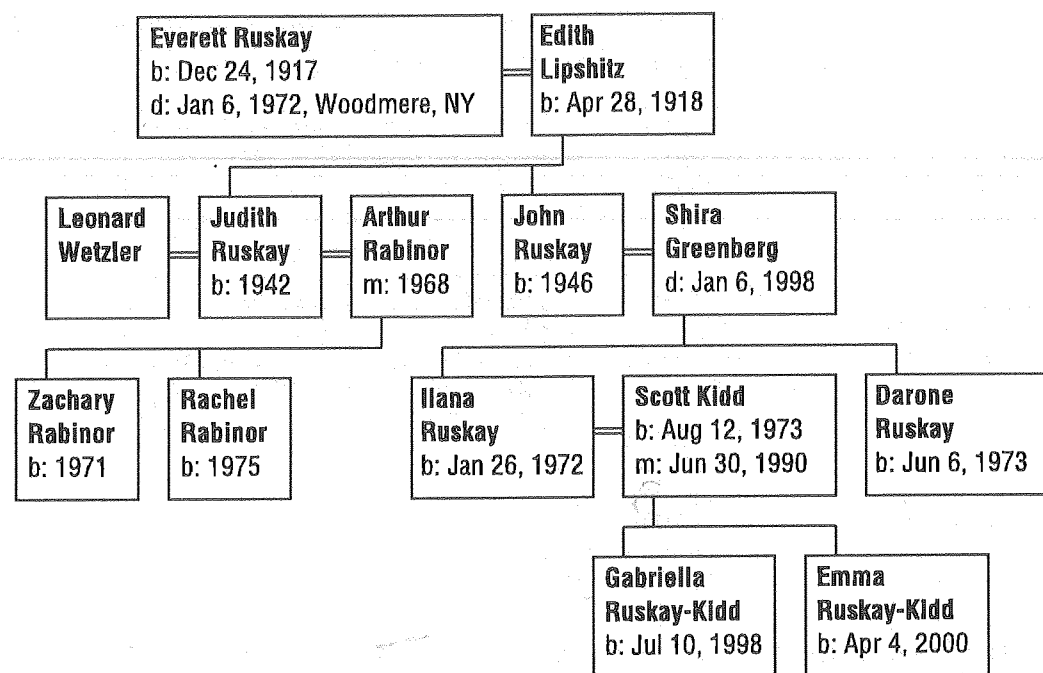 Everett Ruskay
b: Dec 24, 1917
d: Jan 6, 1972, Woodmere, NY
Edith
Lipshitz
b: Apr 28, 1918
Leonard
Wetzler
Judith
Ruskay
b: 1942
Arthur
Rabinor
m: 1968
John
Ruskay
b: 1946
Shira
Greenberg
d: Jan 6, 1998
Zachary
Rabinor
b: 1971
Rachel
Rabinor
b: 1975
Ilana
Ruskay
b: Jan 26, 1972
Scott Kidd
b: Aug 12, 1973
m: Jun 30, 1990
Darone
Ruskay
b: Jun 6, 1973
Gabriella
Ruskay-Kidd
b: Jul 10, 1998
Emma
Ruskay-Kidd
b: Apr 4, 2000